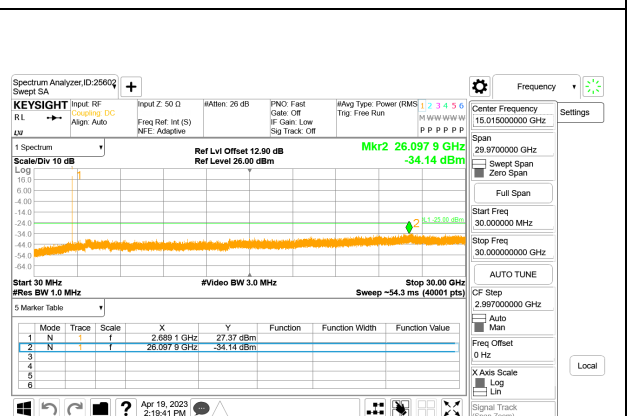 Spectrum Analyzer,ID:25602
Swept SA
+
Frequency
KEYSIGHT Input: RF Input Z: 50 Ω #Atten: 26 dB PNO: Fast #Avg Type: Power (RMS 1 2 3 4 5 6
R L Coupling: DC Gate: Off Trig: Free Run M W W W W W
Align: Auto Freq Ref: Int (S) IF Gain: Low
LXI NFE: Adaptive Sig Track: Off P P P P P P
1 Spectrum
Scale/Div 10 dB
Ref Lvl Offset 12.90 dB
Ref Level 26.00 dBm
Mkr2 26.097 9 GHz
-34.14 dBm
Log
16.0
6.00
-4.00
-14.0
-24.0
-34.0
-44.0
-54.0
-64.0
1
2
DL1 -25.00 dBm
Start 30 MHz #Video BW 3.0 MHz Stop 30.00 GHz
#Res BW 1.0 MHz Sweep ~54.3 ms (40001 pts)
5 Marker Table
Mode Trace Scale X Y Function Function Width Function Value
1 N 1 f 2.689 1 GHz 27.37 dBm
2 N 1 f 26.097 9 GHz -34.14 dBm
3
4
5
6
?
Apr 19, 2023
2:19:41 PM
Center Frequency
15.015000000 GHz
Settings
Span
29.9700000 GHz
Swept Span
Zero Span
Full Span
Start Freq
30.000000 MHz
Stop Freq
30.000000000 GHz
AUTO TUNE
CF Step
2.997000000 GHz
Auto
Man
Freq Offset
0 Hz
X Axis Scale
Log
Lin
Local
Signal Track
(Span Zoom)